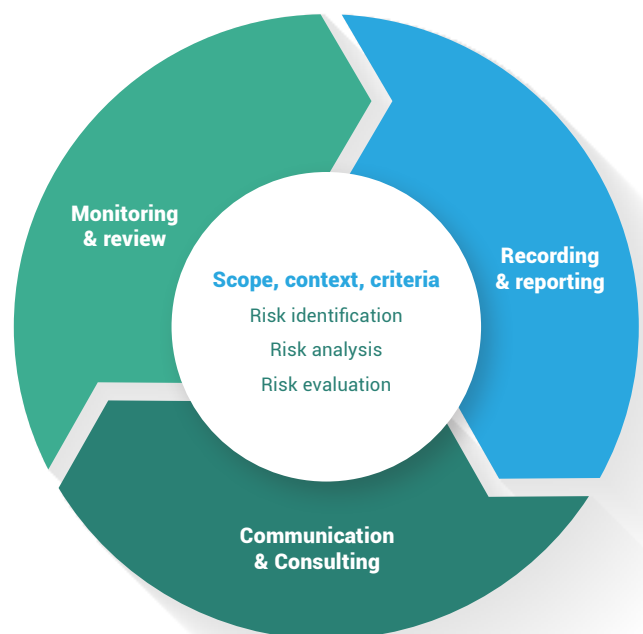 Monitoring
& review
Recording
& reporting
Scope, context, criteria
Risk identification
Risk analysis
Risk evaluation
Communication
& Consulting